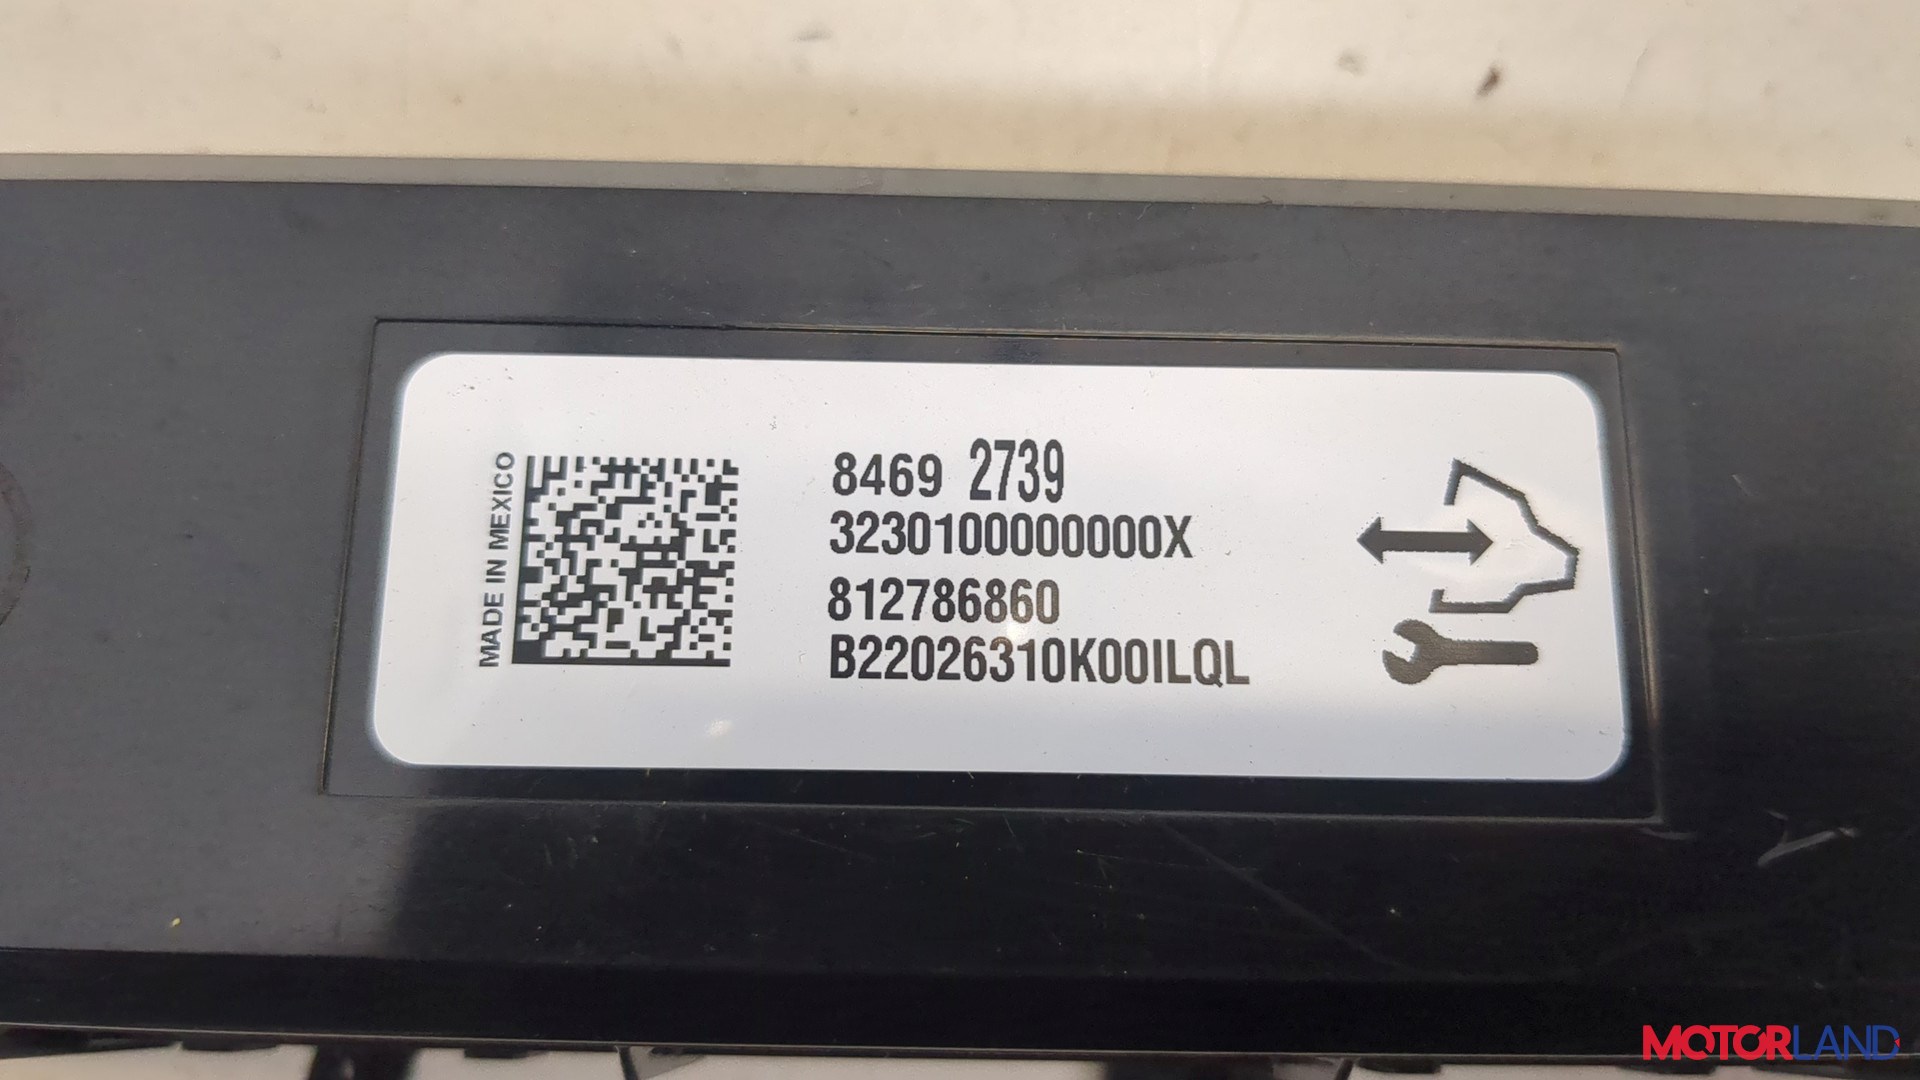 MADE IN MEXICO
8469 2739
3230100000000X
812786860
B22026310K00ILQL
MOTORLAND